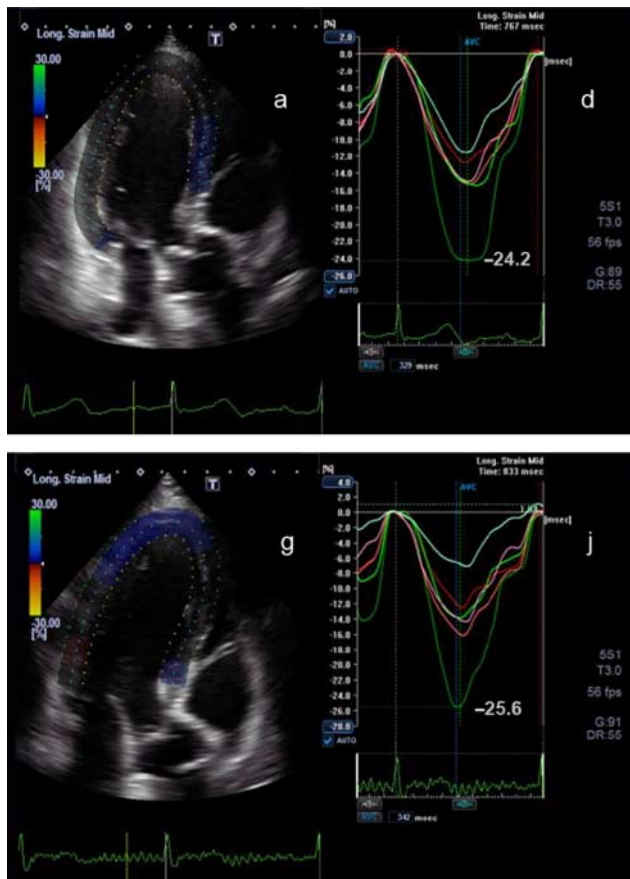 Long. Strain Mid
T
30.00
-30.00
[%]
a
Long. Strain Mid
Time: 767 msec
[%]
AVC
[msec]
2.0
0.0
-2.0
-4.0
-6.0
-8.0
-10.0
-12.0
-14.0
-16.0
-18.0
-20.0
-22.0
-24.0
-26.0
AUTO
–24.2
d
5S1
T3.0
56 fps
G:89
DR:55
AVC 329 msec
Long. Strain Mid
T
30.00
-30.00
[%]
g
Long. Strain Mid
Time: 833 msec
[%]
AVC
[msec]
4.0
2.0
0.0
-2.0
-4.0
-6.0
-8.0
-10.0
-12.0
-14.0
-16.0
-18.0
-20.0
-22.0
-24.0
-26.0
-28.0
AUTO
–25.6
j
5S1
T3.0
56 fps
G:91
DR:55
AVC 342 msec